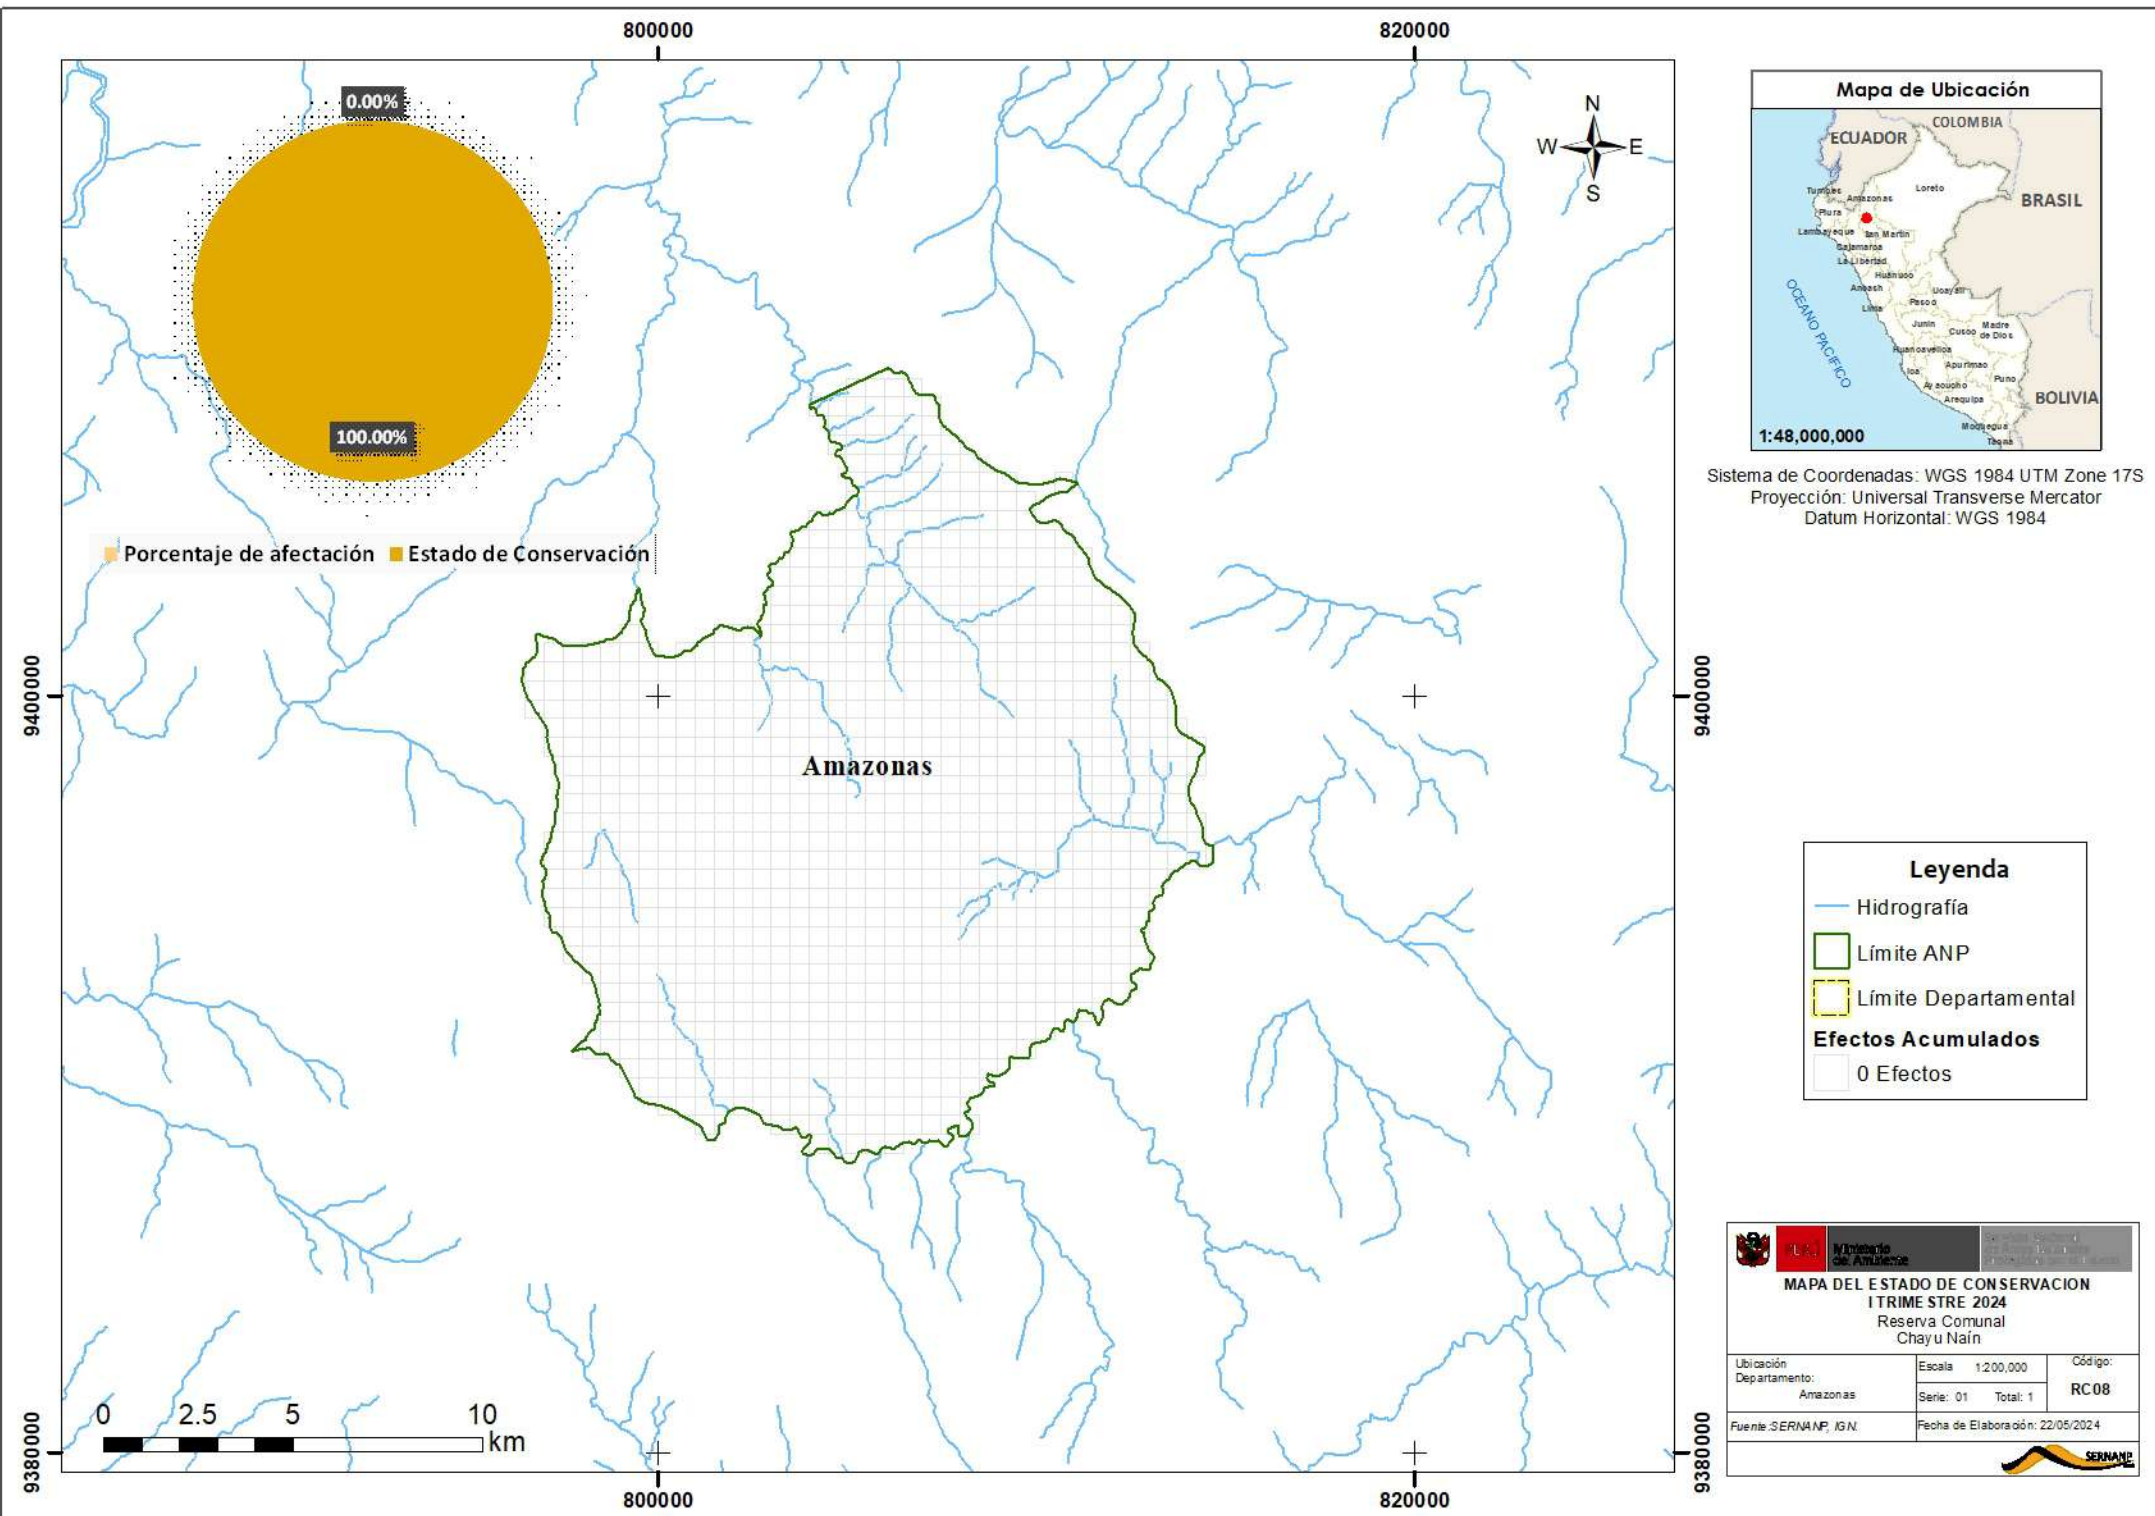 800000
820000
0.00%
100.00%
Porcentaje de afectación
Estado de Conservación
N
W
E
S
9400000
9400000
Amazonas
0
2.5
5
10
km
9380000
9380000
800000
820000
Mapa de Ubicación
COLOMBIA
ECUADOR
Tumbes
Loreto
Amazonas
BRASIL
Piura
Lambayeque
San Martin
Cajamarca
La Libertad
Huánuco
Ancash
Ucayali
Pasco
Lima
Junin
Cusco
Madre
de Dios
Huancavelica
Apurimac
Ica
Ayacucho
Puno
Arequipa
BOLIVIA
Moquegua
Tacna
OCEANO PACIFICO
1:48,000,000
Sistema de Coordenadas: WGS 1984 UTM Zone 17S
Proyección: Universal Transverse Mercator
Datum Horizontal: WGS 1984
Leyenda
Hidrografía
Límite ANP
Límite Departamental
Efectos Acumulados
0 Efectos
PERÚ
Ministerio
del Ambiente
MAPA DEL ESTADO DE CONSERVACION
I TRIMESTRE 2024
Reserva Comunal
Chayu Naín
Ubicación
Departamento:
Amazonas
Escala 1:200,000
Serie: 01 Total: 1
Código:
RC08
Fuente:SERNANP, IGN.
Fecha de Elaboración: 22/05/2024
SERNANP